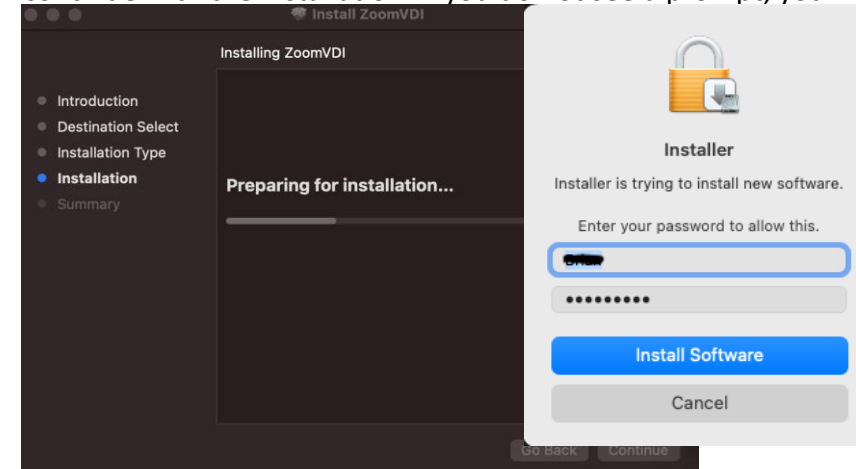 Install ZoomVDI
Installing ZoomVDI
Introduction
Destination Select
Installation Type
Installation
Summary
Preparing for installation...
Go Back
Continue
Installer
Installer is trying to install new software.
Enter your password to allow this.
•••••••••
Install Software
Cancel